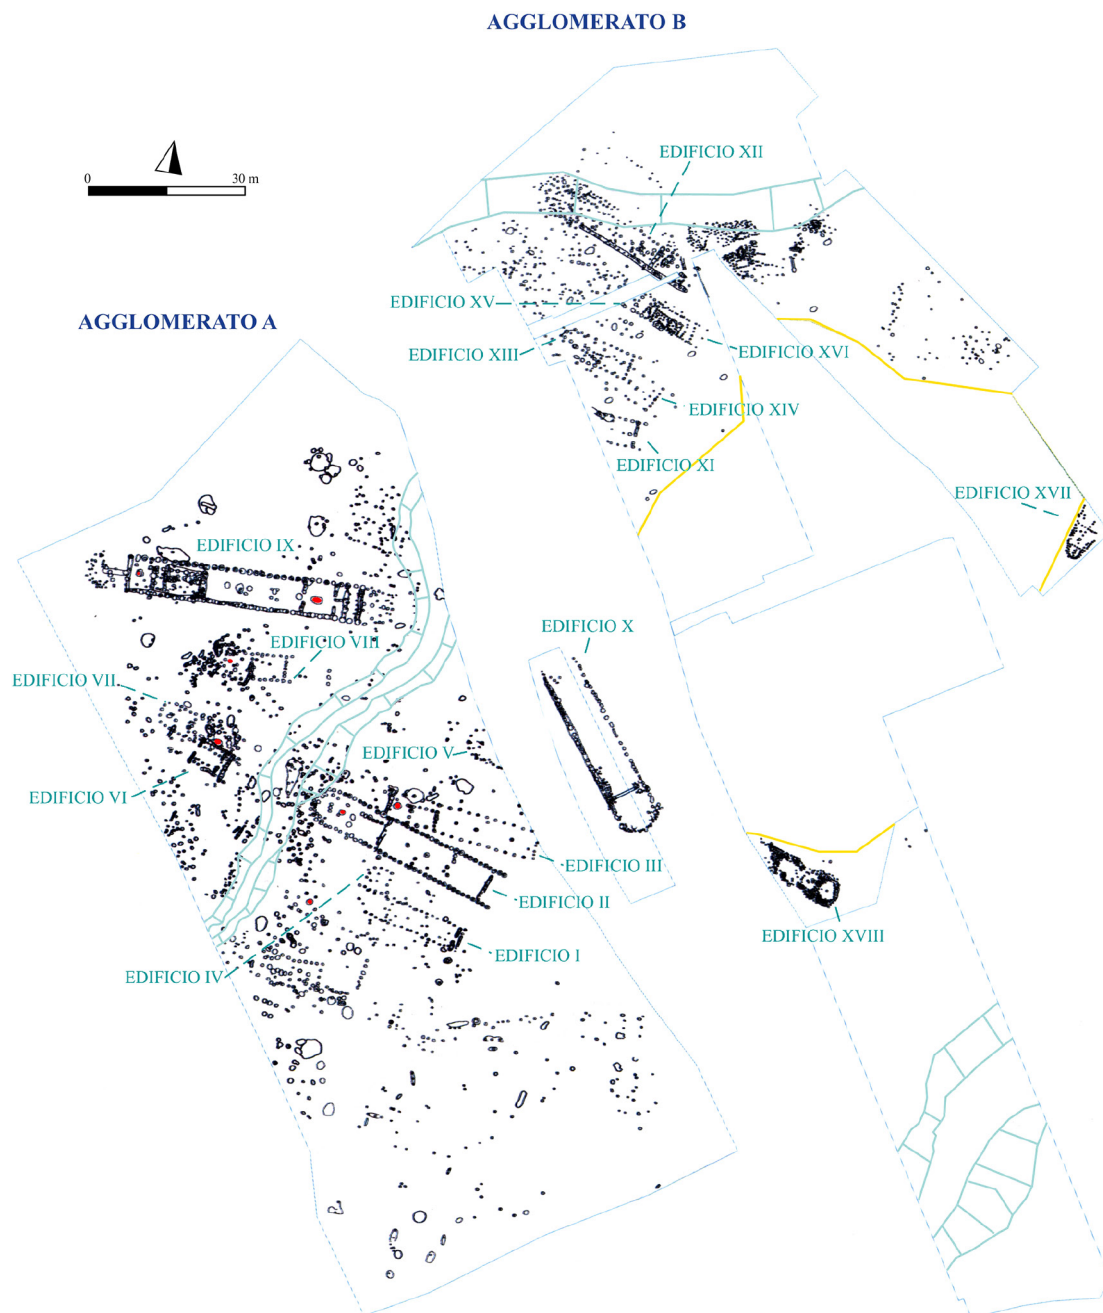 AGGLOMERATO B
EDIFICIO XII
0 30 m
EDIFICIO XV
AGGLOMERATO A
EDIFICIO XIII
EDIFICIO XVI
EDIFICIO XIV
EDIFICIO XI
EDIFICIO XVII
EDIFICIO IX
EDIFICIO X
EDIFICIO VIII
EDIFICIO VII
EDIFICIO V
EDIFICIO VI
EDIFICIO III
EDIFICIO II
EDIFICIO XVIII
EDIFICIO I
EDIFICIO IV